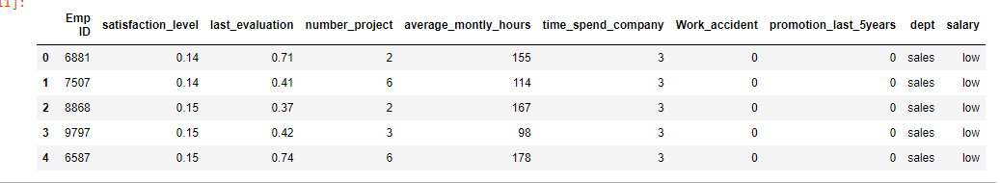 Emp ID satisfaction_level last_evaluation number_project average_montly_hours time_spend_company Work_accident promotion_last_5years dept salary
0 6881 0.14 0.71 2 155 3 0 0 sales low
1 7507 0.14 0.41 6 114 3 0 0 sales low
2 8868 0.15 0.37 2 167 3 0 0 sales low
3 9797 0.15 0.42 3 98 3 0 0 sales low
4 6587 0.15 0.74 6 178 3 0 0 sales low